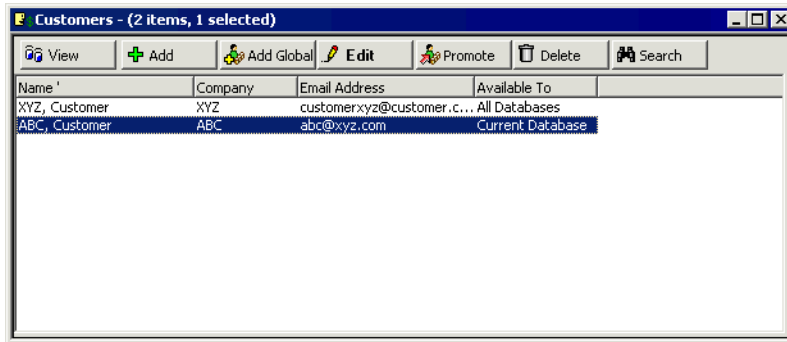 Customers - (2 items, 1 selected)
View Add Add Global Edit Promote Delete Search
Name ' Company Email Address Available To
XYZ, Customer XYZ customerxyz@customer.c... All Databases
ABC, Customer ABC abc@xyz.com Current Database